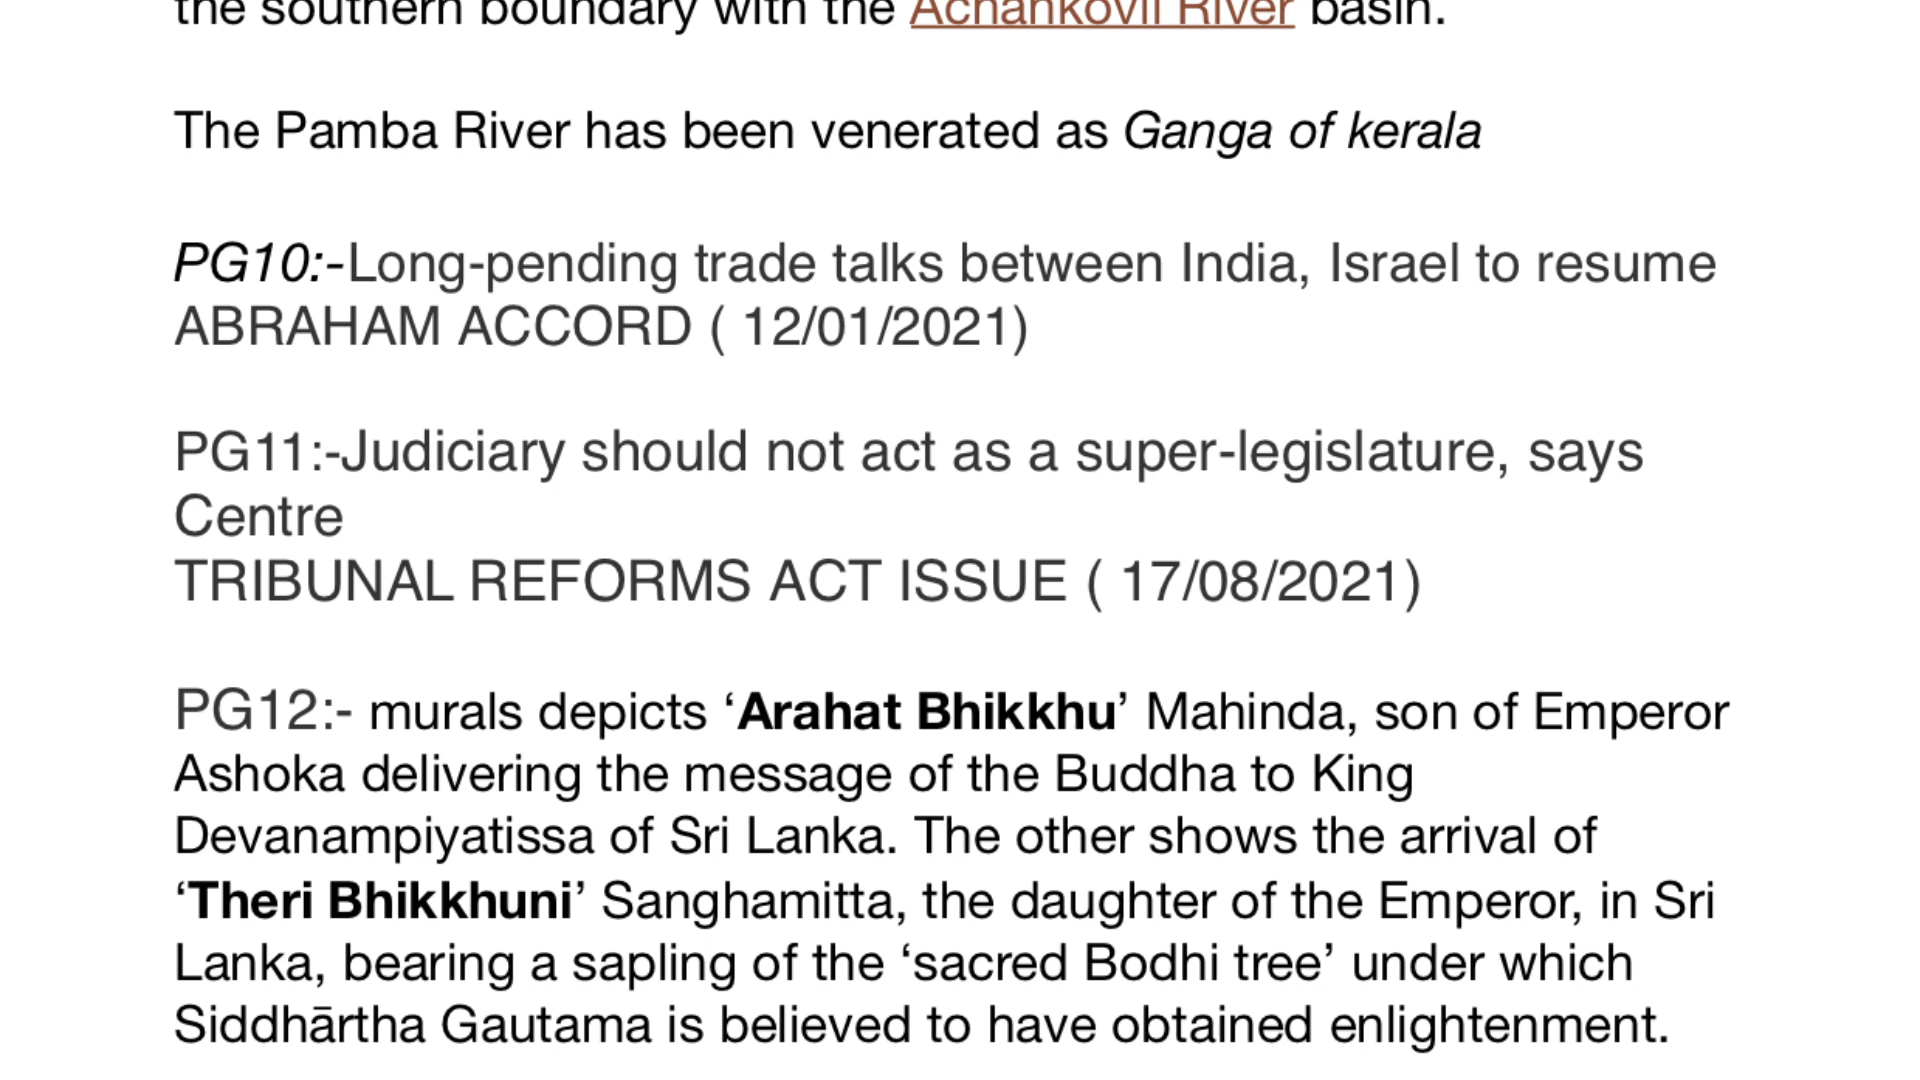 the southern boundary with the Achankovil River basin.
The Pamba River has been venerated as Ganga of kerala
PG10:-Long-pending trade talks between India, Israel to resume
ABRAHAM ACCORD ( 12/01/2021)
PG11:-Judiciary should not act as a super-legislature, says
Centre
TRIBUNAL REFORMS ACT ISSUE ( 17/08/2021)
PG12:- murals depicts ‘Arahat Bhikkhu’ Mahinda, son of Emperor
Ashoka delivering the message of the Buddha to King
Devanampiyatissa of Sri Lanka. The other shows the arrival of
‘Theri Bhikkhuni’ Sanghamitta, the daughter of the Emperor, in Sri
Lanka, bearing a sapling of the ‘sacred Bodhi tree’ under which
Siddhārtha Gautama is believed to have obtained enlightenment.